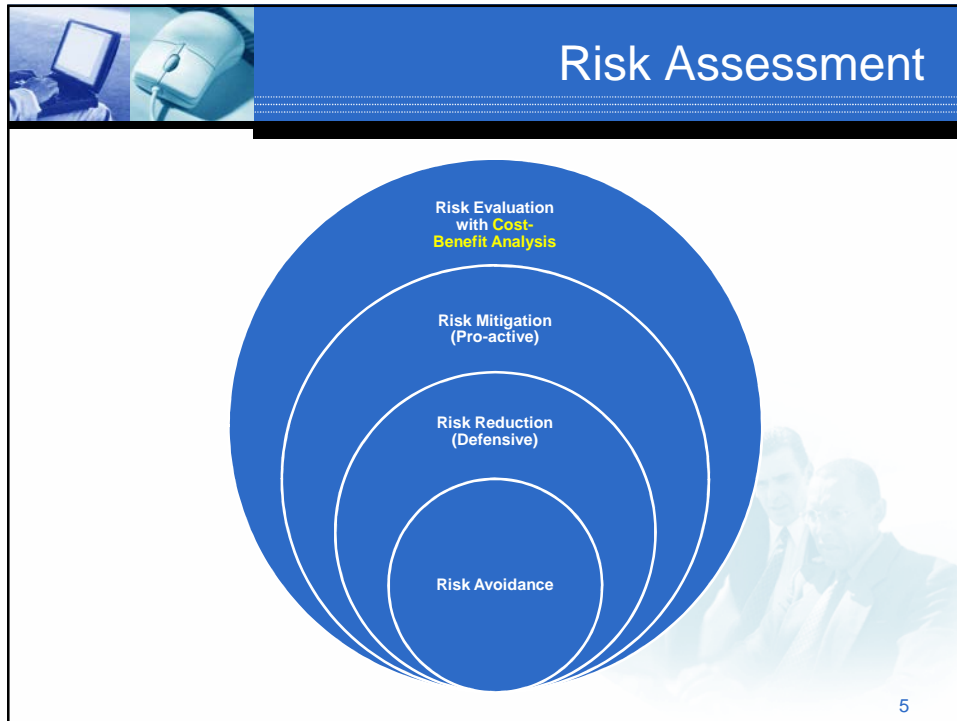 Risk Assessment
Risk Evaluation
with Cost-
Benefit Analysis
Risk Mitigation
(Pro-active)
Risk Reduction
(Defensive)
Risk Avoidance
5